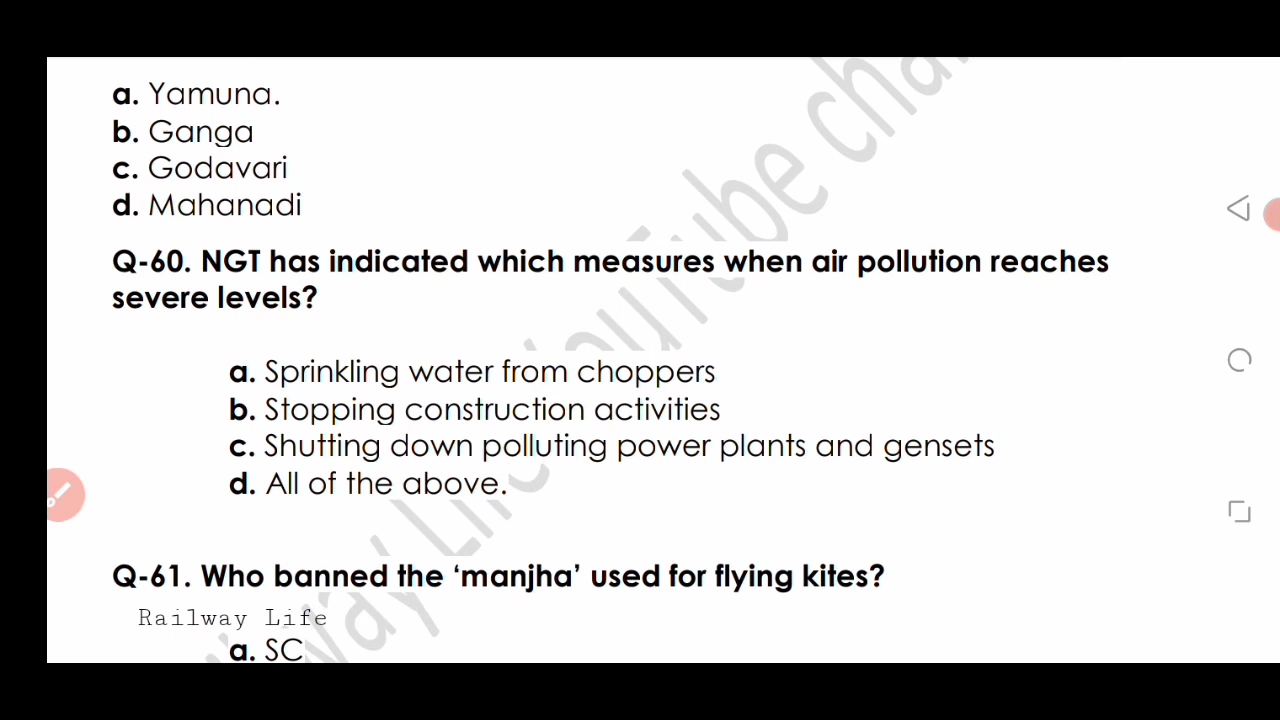 a. Yamuna.
b. Ganga
c. Godavari
d. Mahanadi
Q-60. NGT has indicated which measures when air pollution reaches
severe levels?
a. Sprinkling water from choppers
b. Stopping construction activities
c. Shutting down polluting power plants and gensets
d. All of the above.
Q-61. Who banned the ‘manjha’ used for flying kites?
Railway Life
a. SC